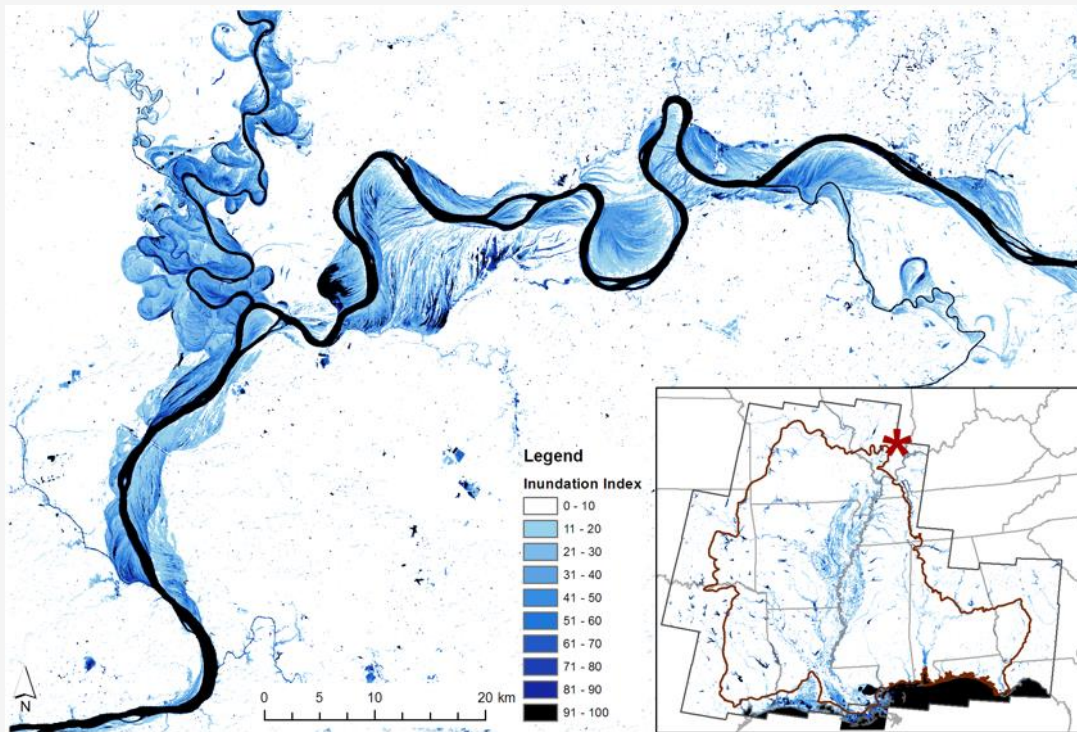 Legend
Inundation Index
0 - 10
11 - 20
21 - 30
31 - 40
41 - 50
51 - 60
61 - 70
71 - 80
81 - 90
91 - 100
N
0 5 10 20 km
*